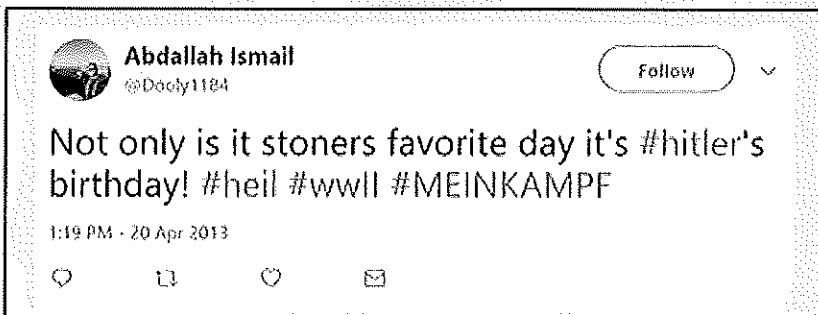 Abdallah Ismail
@Dooly1184
Follow
Not only is it stoners favorite day it's #hitler's
birthday! #heil #wwII #MEINKAMPF
1:19 PM - 20 Apr 2013